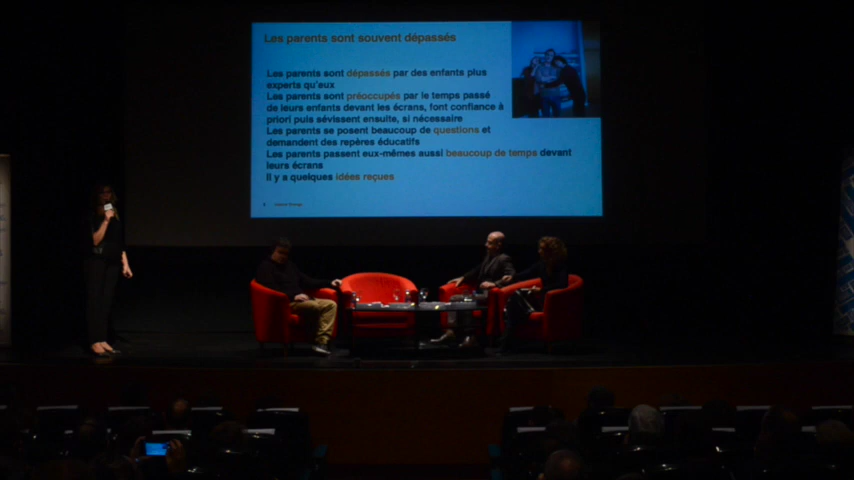 Les parents sont souvent dépassés
Les parents sont dépassés par des enfants plus
experts qu'eux
Les parents sont préoccupés par le temps passé
de leurs enfants devant les écrans, font confiance à
priori puis sévissent ensuite, si nécessaire
Les parents se posent beaucoup de questions et
demandent des repères éducatifs
Les parents passent eux-mêmes aussi beaucoup de temps devant
leurs écrans
Il y a quelques idées reçues